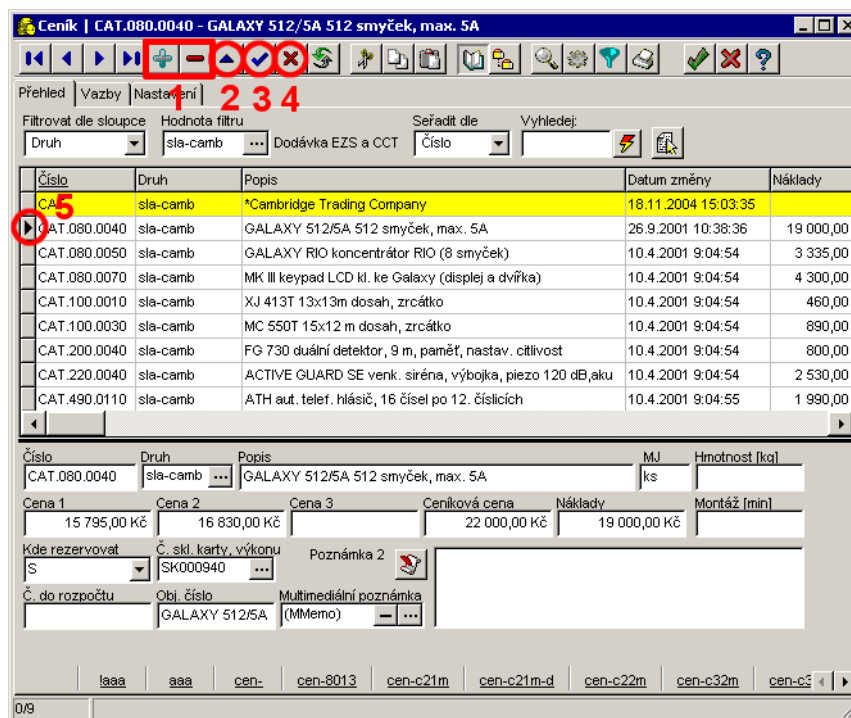 Ceník | CAT.080.0040 - GALAXY 512/5A 512 smyček, max. 5A
1 2 3 4
Přehled Vazby Nastavení
Filtrovat dle sloupce Hodnota filtru Seřadit dle Vyhledej:
Druh sla-camb ... Dodávka EZS a CCT Číslo
Číslo Druh Popis Datum změny Náklady
CA sla-camb *Cambridge Trading Company 18.11.2004 15:03:35
5
CAT.080.0040 sla-camb GALAXY 512/5A 512 smyček, max. 5A 26.9.2001 10:38:36 19 000,00
CAT.080.0050 sla-camb GALAXY RIO koncentrátor RIO (8 smyček) 10.4.2001 9:04:54 3 335,00
CAT.080.0070 sla-camb MK III keypad LCD kl. ke Galaxy (displej a dvířka) 10.4.2001 9:04:54 4 300,00
CAT.100.0010 sla-camb XJ 413T 13x13m dosah, zrcátko 10.4.2001 9:04:54 460,00
CAT.100.0030 sla-camb MC 550T 15x12 m dosah, zrcátko 10.4.2001 9:04:54 890,00
CAT.200.0040 sla-camb FG 730 duální detektor, 9 m, paměť, nastav. citlivost 10.4.2001 9:04:54 800,00
CAT.220.0040 sla-camb ACTIVE GUARD SE venk. siréna, výbojka, piezo 120 dB,aku 10.4.2001 9:04:54 2 530,00
CAT.490.0110 sla-camb ATH aut. telef. hlásič, 16 čísel po 12. číslicích 10.4.2001 9:04:55 1 990,00
Číslo Druh Popis MJ Hmotnost [kg]
CAT.080.0040 sla-camb ... GALAXY 512/5A 512 smyček, max. 5A ks
Cena 1 Cena 2 Cena 3 Ceníková cena Náklady Montáž [min]
15 795,00 Kč 16 830,00 Kč 22 000,00 Kč 19 000,00 Kč
Kde rezervovat Č. skl. karty, výkonu Poznámka 2
S SK000940 ...
Č. do rozpočtu Obj. číslo Multimediální poznámka
GALAXY 512/5A (MMemo) ...
!aaa aaa cen- cen-8013 cen-c21m cen-c21m-d cen-c22m cen-c32m cen-c3
0/9